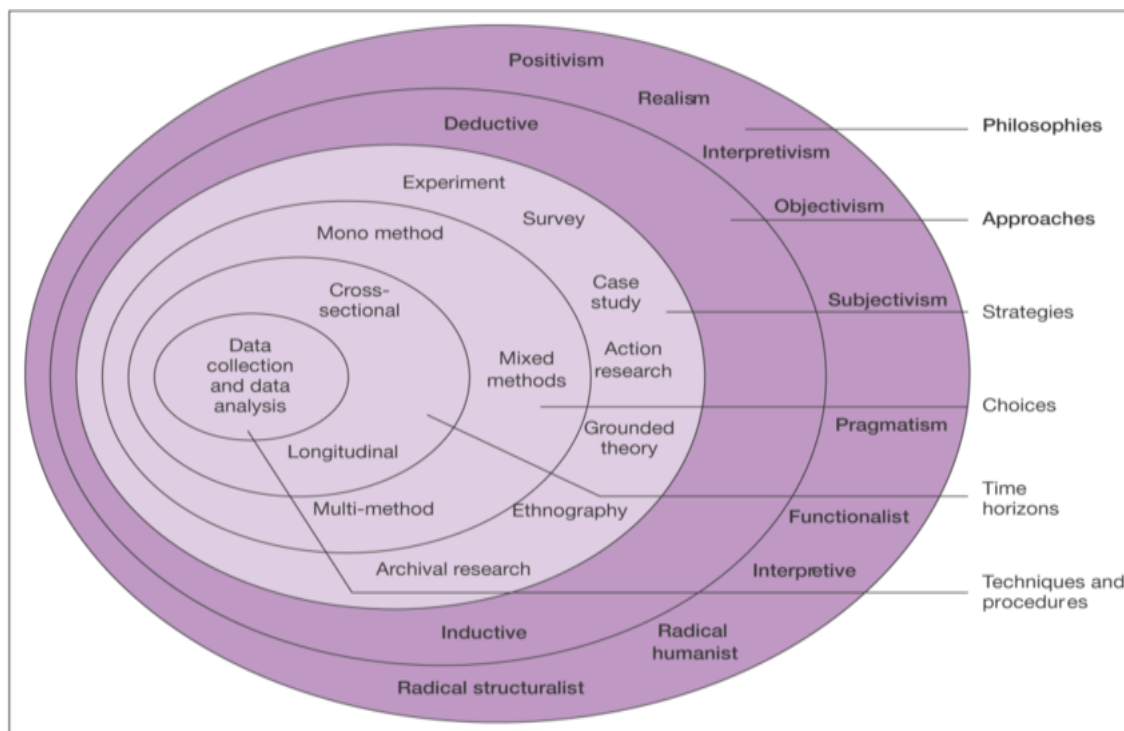 Positivism
Realism
Philosophies
Deductive
Interpretivism
Experiment
Objectivism
Approaches
Survey
Mono method
Case
study
Cross-
sectional
Subjectivism
Strategies
Data
collection
and data
analysis
Mixed
methods
Action
research
Choices
Pragmatism
Grounded
theory
Longitudinal
Time
horizons
Multi-method
Ethnography
Functionalist
Archival research
Interpretive
Techniques and
procedures
Inductive
Radical
humanist
Radical structuralist